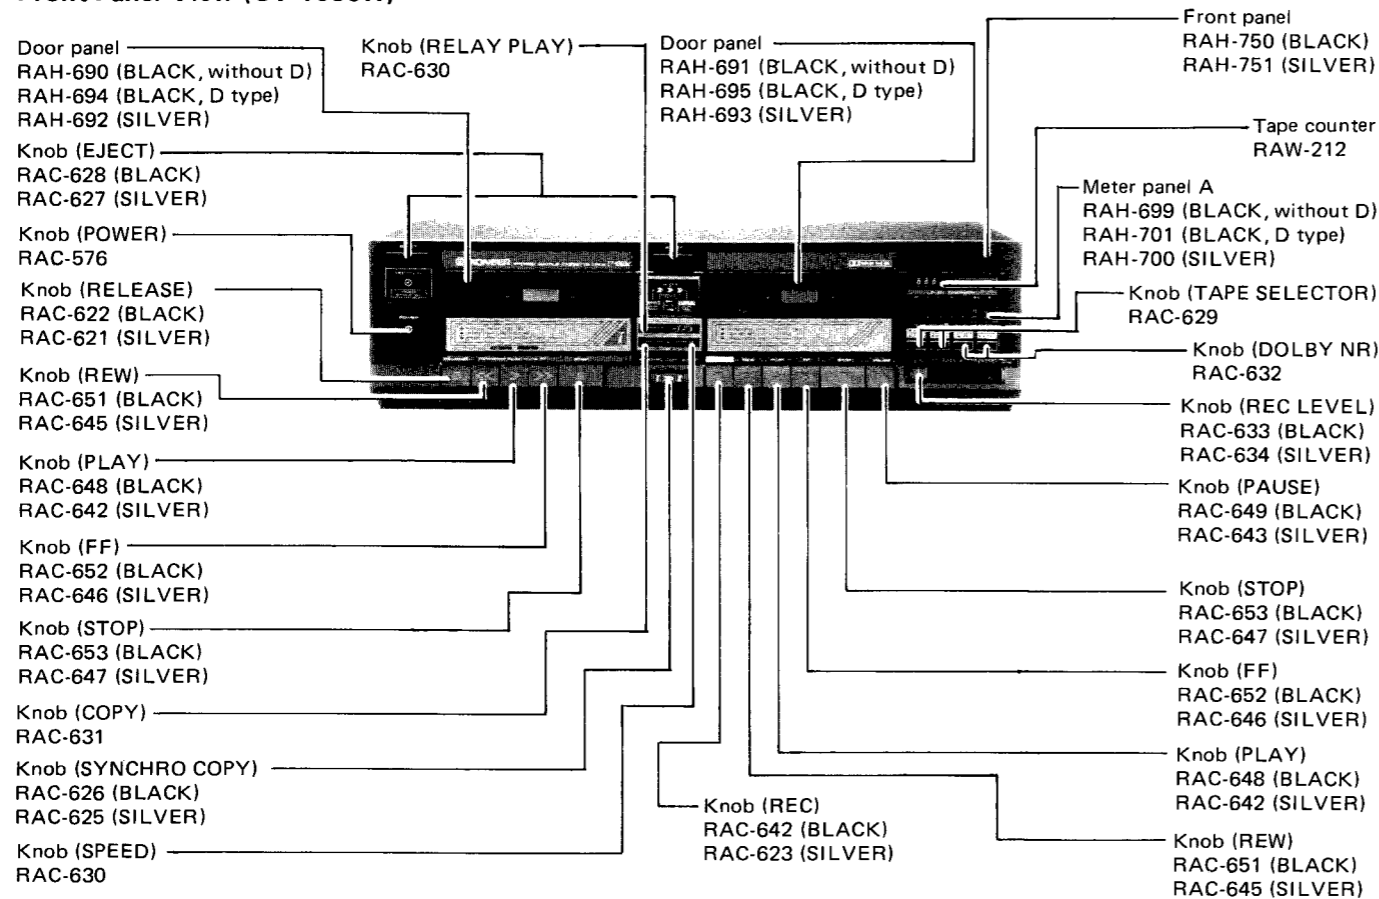 Door panel
RAH-690 (BLACK, without D)
RAH-694 (BLACK, D type)
RAH-692 (SILVER)
Knob (EJECT)
RAC-628 (BLACK)
RAC-627 (SILVER)
Knob (POWER)
RAC-576
Knob (RELEASE)
RAC-622 (BLACK)
RAC-621 (SILVER)
Knob (REW)
RAC-651 (BLACK)
RAC-645 (SILVER)
Knob (PLAY)
RAC-648 (BLACK)
RAC-642 (SILVER)
Knob (FF)
RAC-652 (BLACK)
RAC-646 (SILVER)
Knob (STOP)
RAC-653 (BLACK)
RAC-647 (SILVER)
Knob (COPY)
RAC-631
Knob (SYNCHRO COPY)
RAC-626 (BLACK)
RAC-625 (SILVER)
Knob (SPEED)
RAC-630
Knob (RELAY PLAY)
RAC-630
Door panel
RAH-691 (BLACK, without D)
RAH-695 (BLACK, D type)
RAH-693 (SILVER)
Knob (REC)
RAC-642 (BLACK)
RAC-623 (SILVER)
Front panel
RAH-750 (BLACK)
RAH-751 (SILVER)
Tape counter
RAW-212
Meter panel A
RAH-699 (BLACK, without D)
RAH-701 (BLACK, D type)
RAH-700 (SILVER)
Knob (TAPE SELECTOR)
RAC-629
Knob (DOLBY NR)
RAC-632
Knob (REC LEVEL)
RAC-633 (BLACK)
RAC-634 (SILVER)
Knob (PAUSE)
RAC-649 (BLACK)
RAC-643 (SILVER)
Knob (STOP)
RAC-653 (BLACK)
RAC-647 (SILVER)
Knob (FF)
RAC-652 (BLACK)
RAC-646 (SILVER)
Knob (PLAY)
RAC-648 (BLACK)
RAC-642 (SILVER)
Knob (REW)
RAC-651 (BLACK)
RAC-645 (SILVER)